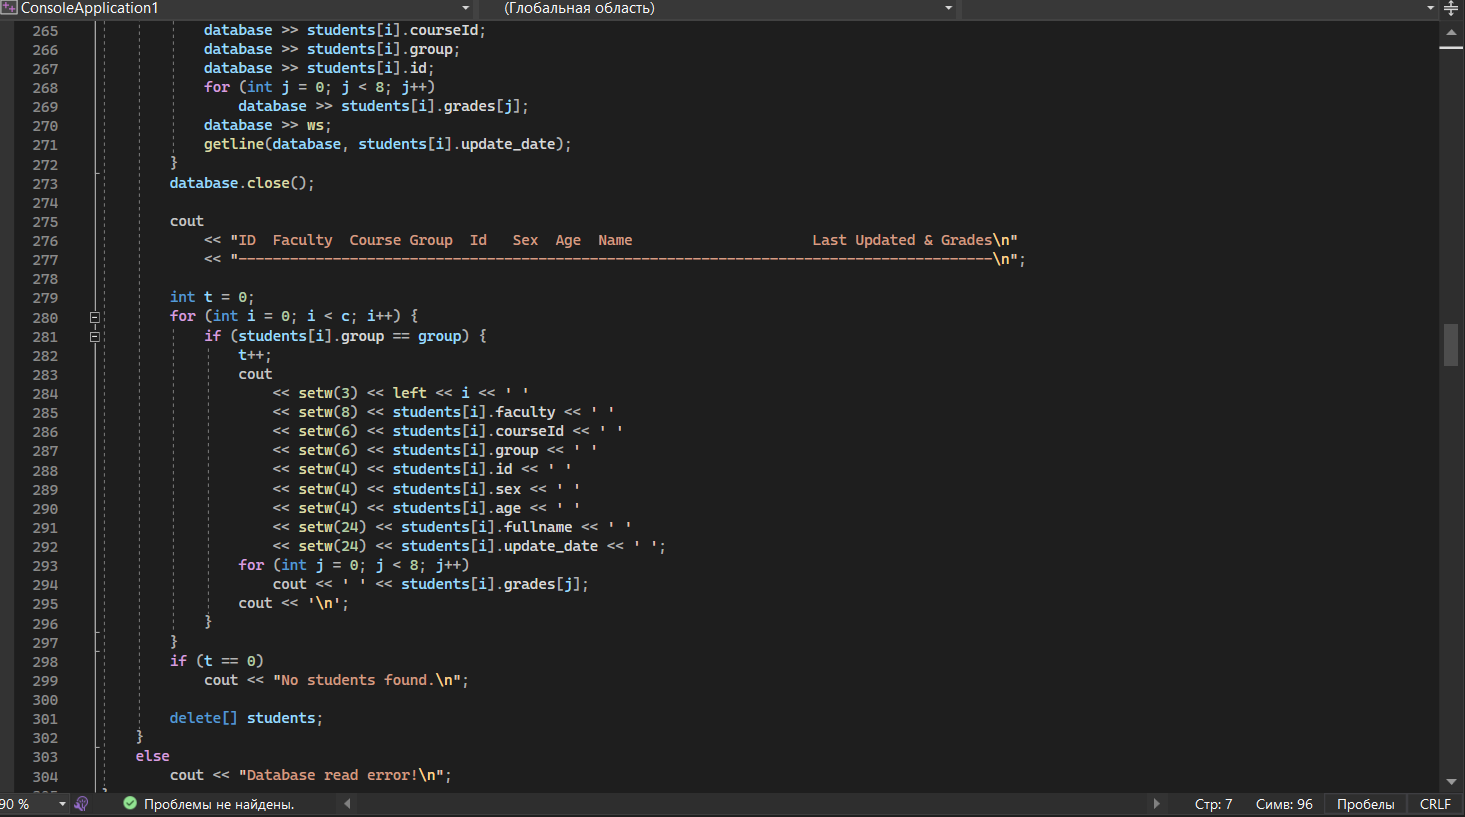 ConsoleApplication1 (Глобальная область)
265 database >> students[i].courseId;
266 database >> students[i].group;
267 database >> students[i].id;
268 for (int j = 0; j < 8; j++)
269 database >> students[i].grades[j];
270 database >> ws;
271 getline(database, students[i].update_date);
272 }
273 database.close();
274
275 cout
276 << "ID  Faculty  Course Group  Id   Sex  Age  Name                     Last Updated & Grades\n"
277 << "----------------------------------------------------------------------------------------\n";
278
279 int t = 0;
280 for (int i = 0; i < c; i++) {
281 if (students[i].group == group) {
282 t++;
283 cout
284 << setw(3) << left << i << ' '
285 << setw(8) << students[i].faculty << ' '
286 << setw(6) << students[i].courseId << ' '
287 << setw(6) << students[i].group << ' '
288 << setw(4) << students[i].id << ' '
289 << setw(4) << students[i].sex << ' '
290 << setw(4) << students[i].age << ' '
291 << setw(24) << students[i].fullname << ' '
292 << setw(24) << students[i].update_date << ' ';
293 for (int j = 0; j < 8; j++)
294 cout << ' ' << students[i].grades[j];
295 cout << '\n';
296 }
297 }
298 if (t == 0)
299 cout << "No students found.\n";
300
301 delete[] students;
302 }
303 else
304 cout << "Database read error!\n";
90 % Проблемы не найдены. Стр: 7 Симв: 96 Пробелы CRLF